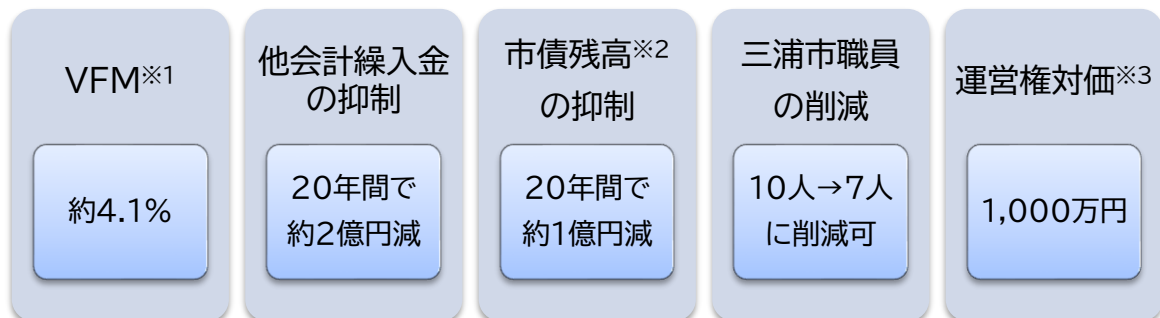 VFM※1
約4.1%
他会計繰入金
の抑制
20年間で
約2億円減
市債残高※2
の抑制
20年間で
約1億円減
三浦市職員
の削減
10人→7人
に削減可
運営権対価※3
1,000万円